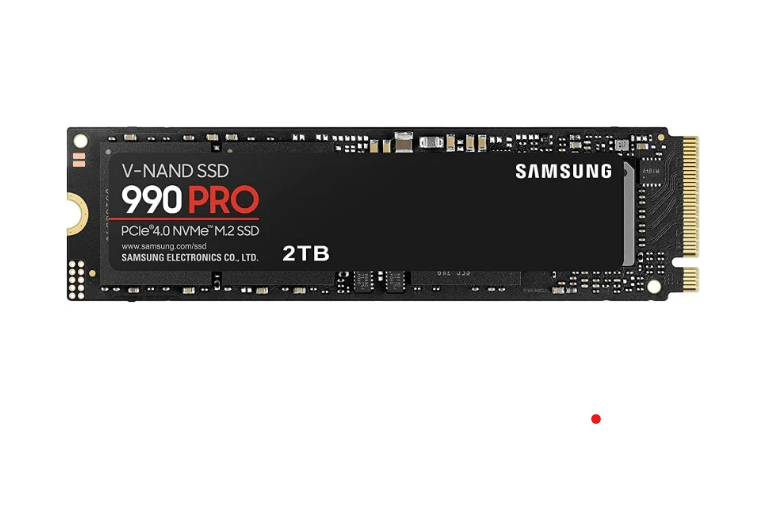 V-NAND SSD
SAMSUNG
990 PRO
PCIe®4.0 NVMe™ M.2 SSD
www.samsung.com/ssd
SAMSUNG ELECTRONICS CO., LTD.
2TB